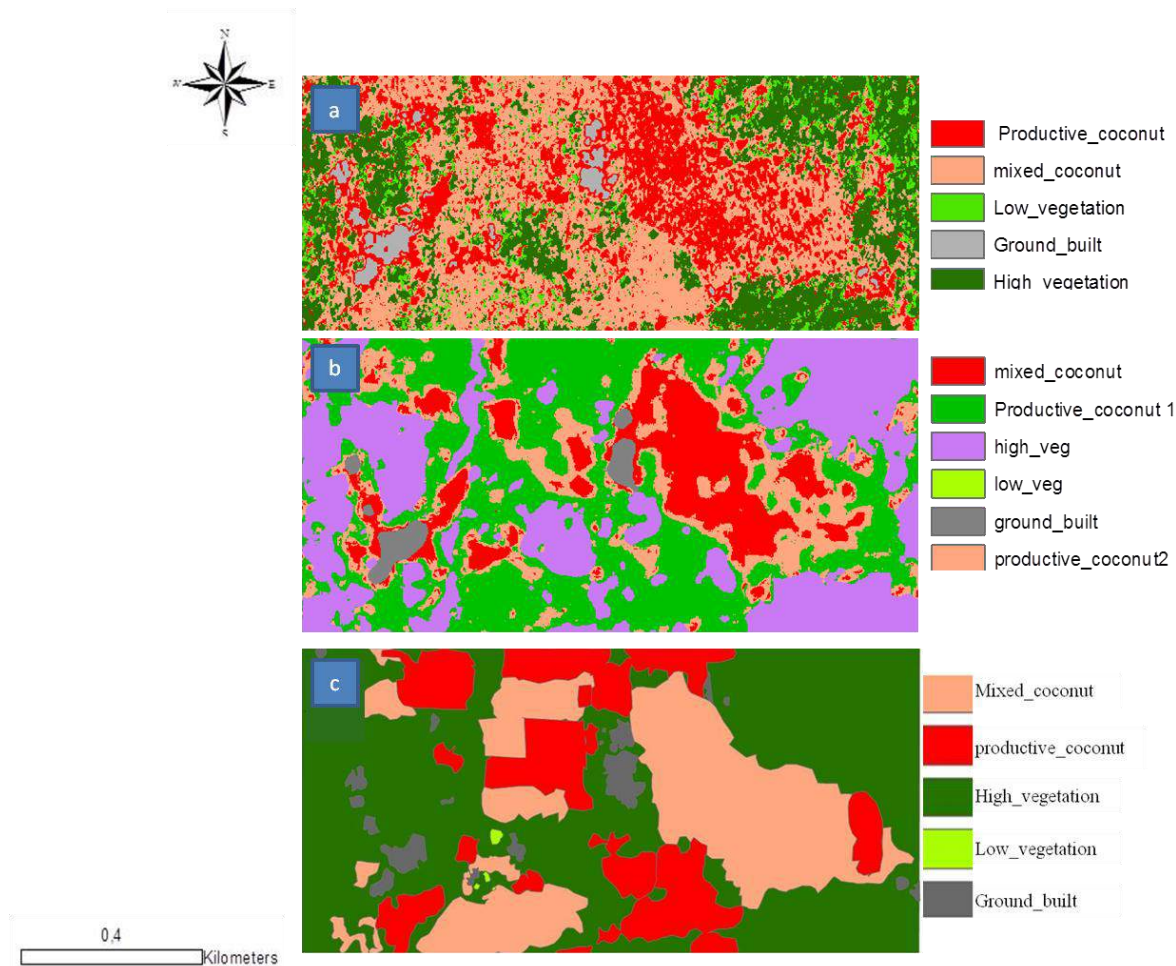 N
W
E
S
a
Productive_coconut
mixed_coconut
Low_vegetation
Ground_built
High_vegetation
b
mixed_coconut
Productive_coconut 1
high_veg
low_veg
ground_built
productive_coconut2
c
Mixed_coconut
productive_coconut
High_vegetation
Low_vegetation
Ground_built
0,4
Kilometers